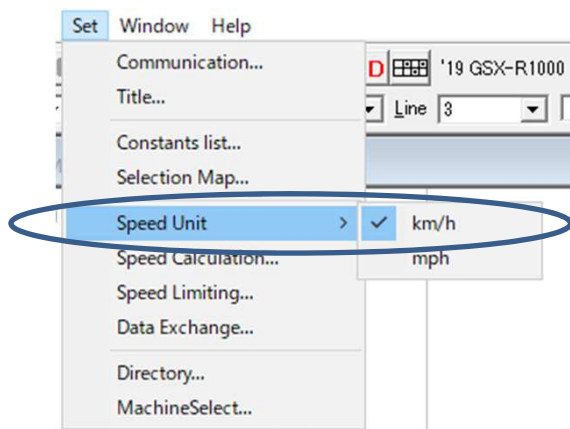 Set Window Help
Communication...
D '19 GSX-R1000
Title...
Line 3
Constants list...
Selection Map...
Speed Unit > km/h
Speed Calculation... mph
Speed Limiting...
Data Exchange...
Directory...
MachineSelect...